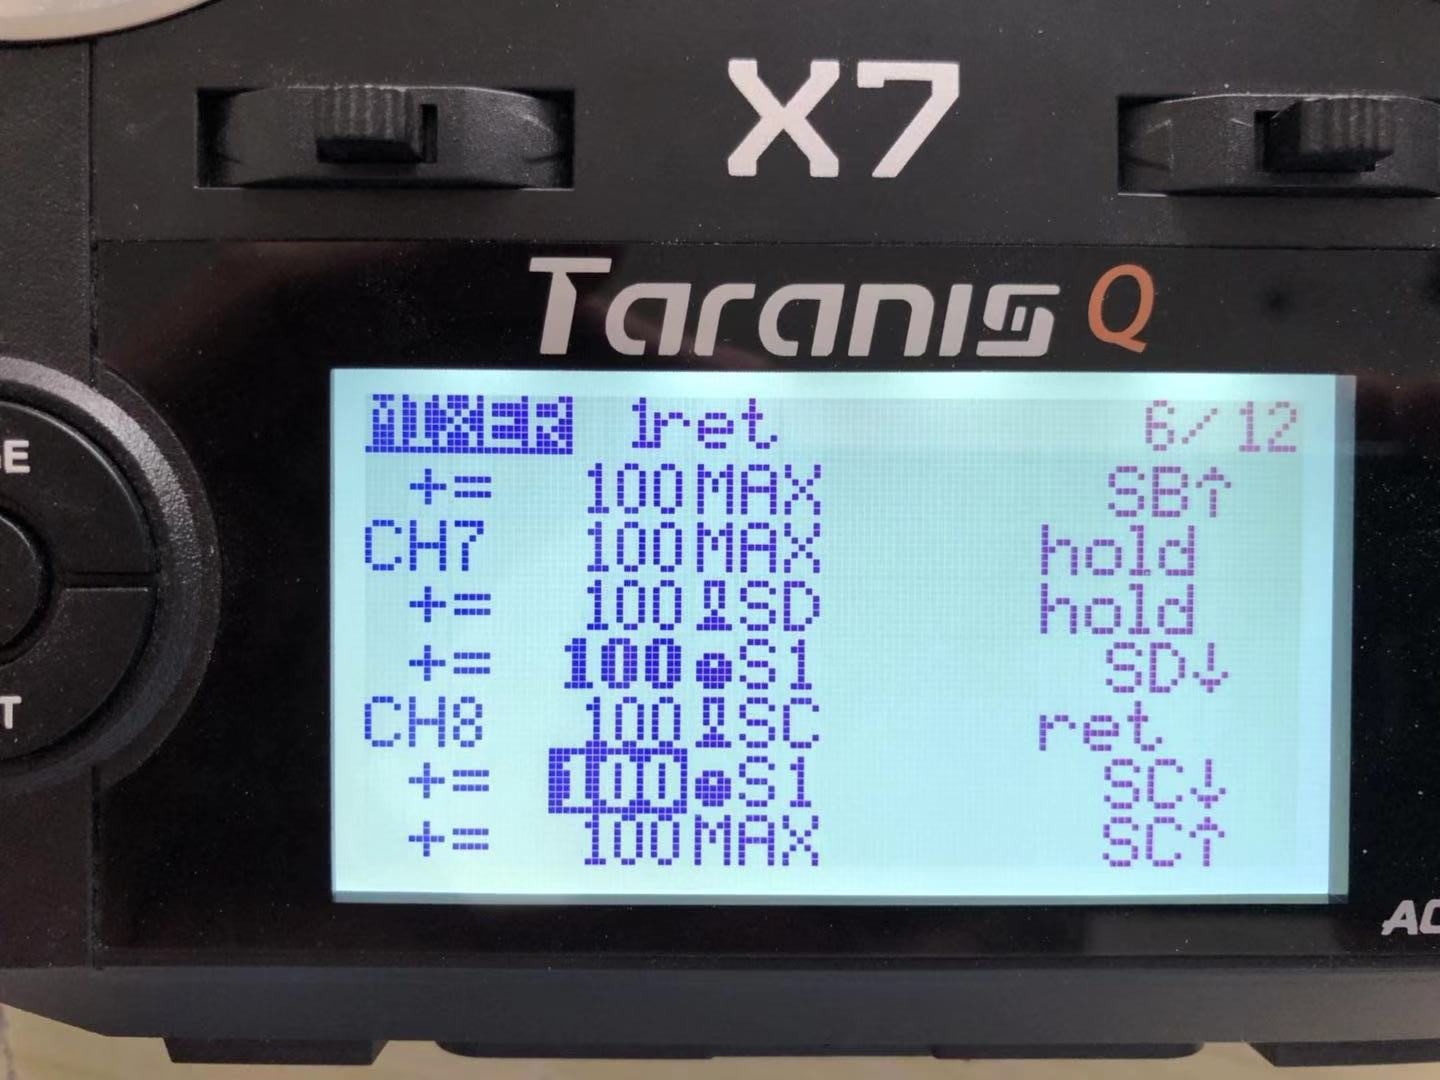 X7
Taranis Q
MIXER 1ret 6/12
+= 100 MAX SB↑
CH7 100 MAX hold
+= 100 SD hold
+= 100 S1 SD↓
CH8 100 SC ret
+= 100 S1 SC↓
+= 100 MAX SC↑